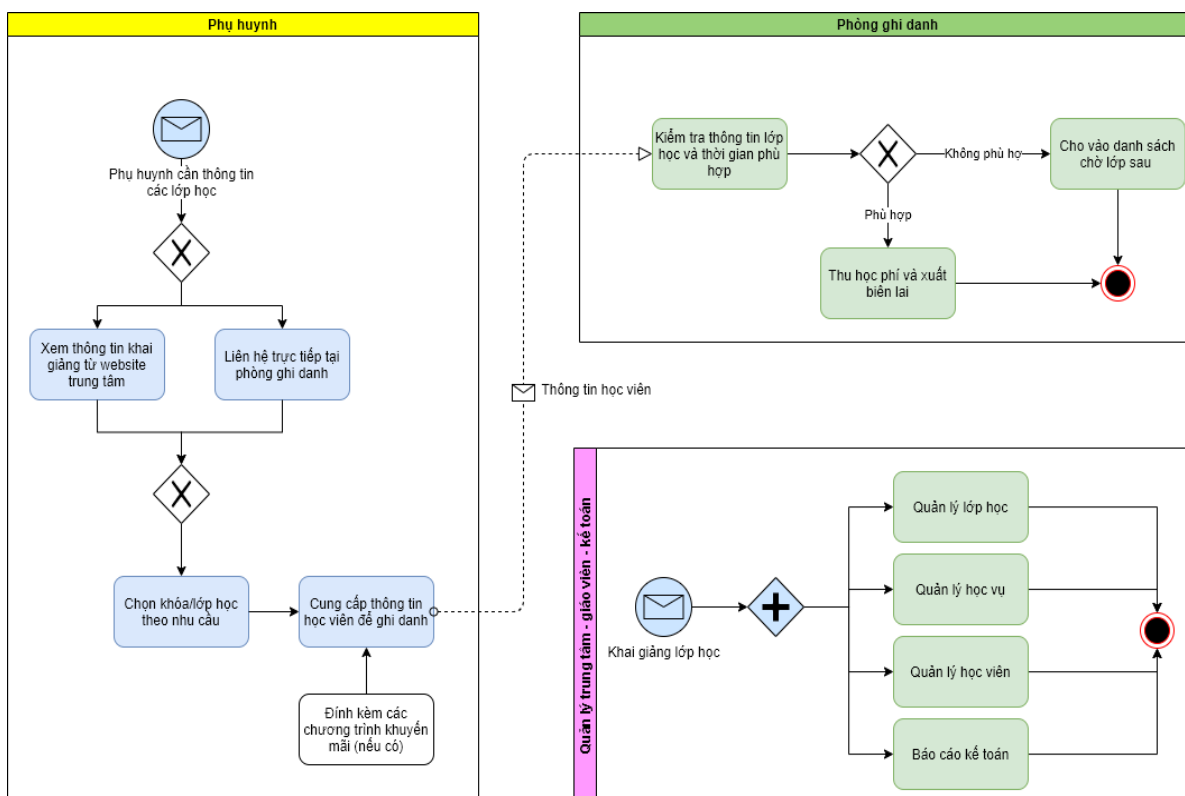 Phụ huynh
Phụ huynh cần thông tin
các lớp học
Xem thông tin khai
giảng từ website
trung tâm
Liên hệ trực tiếp tại
phòng ghi danh
Chọn khóa/lớp học
theo nhu cầu
Cung cấp thông tin
học viên để ghi danh
Đính kèm các
chương trình khuyến
mãi (nếu có)
Thông tin học viên
Phòng ghi danh
Kiểm tra thông tin lớp
học và thời gian phù
hợp
Không phù hợ
Cho vào danh sách
chờ lớp sau
Phù hợp
Thu học phí và xuất
biên lai
Quản lý trung tâm - giáo viên - kế toán
Khai giảng lớp học
Quản lý lớp học
Quản lý học vụ
Quản lý học viên
Báo cáo kế toán